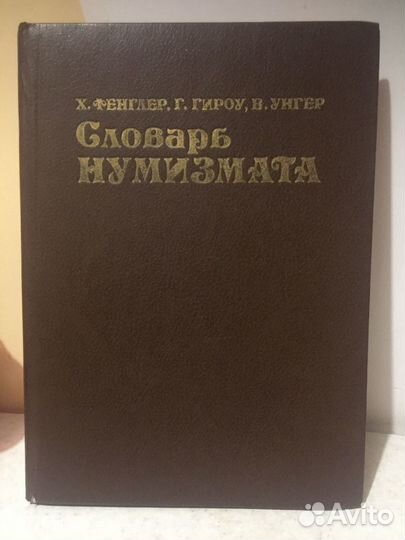 Х. ФЕНГЛЕР, Г. ГИРОУ, В. УНГЕР
Словарь
НУМИЗМАТА
Avito